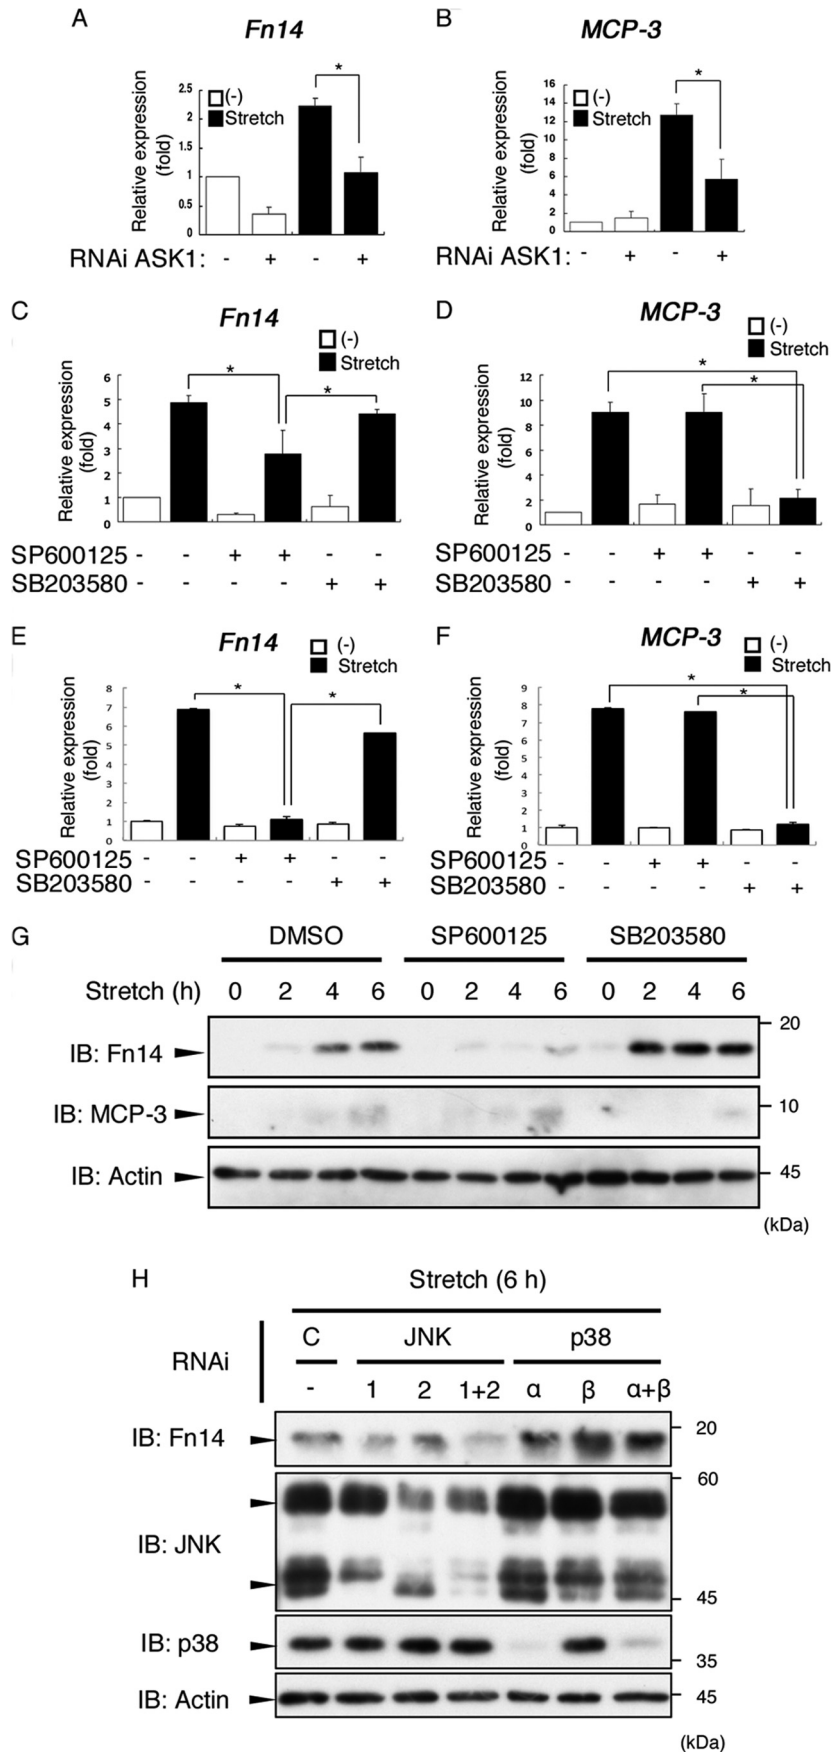 A
Fn14
Relative expression
(fold)
2.5
2
1.5
1
0.5
0
(-)
Stretch
*
RNAi ASK1: - + - +
B
MCP-3
Relative expression
(fold)
16
14
12
10
8
6
4
2
0
(-)
Stretch
*
RNAi ASK1: - + - +
C
Fn14
(-)
Stretch
Relative expression
(fold)
6
5
4
3
2
1
0
*
*
SP600125 - - + + - -
SB203580 - - - - + +
D
MCP-3
(-)
Stretch
Relative expression
(fold)
12
10
8
6
4
2
0
*
*
SP600125 - - + + - -
SB203580 - - - - + +
E
Fn14
(-)
Stretch
Relative expression
(fold)
8
7
6
5
4
3
2
1
0
*
*
SP600125 - - + + - -
SB203580 - - - - + +
F
MCP-3
(-)
Stretch
Relative expression
(fold)
9
8
7
6
5
4
3
2
1
0
*
*
SP600125 - - + + - -
SB203580 - - - - + +
G
DMSO SP600125 SB203580
Stretch (h) 0 2 4 6 0 2 4 6 0 2 4 6
IB: Fn14 20
IB: MCP-3 10
IB: Actin 45
(kDa)
H
Stretch (6 h)
RNAi C JNK p38
- 1 2 1+2 α β α+β
IB: Fn14 20
60
IB: JNK
45
IB: p38 35
IB: Actin 45
(kDa)